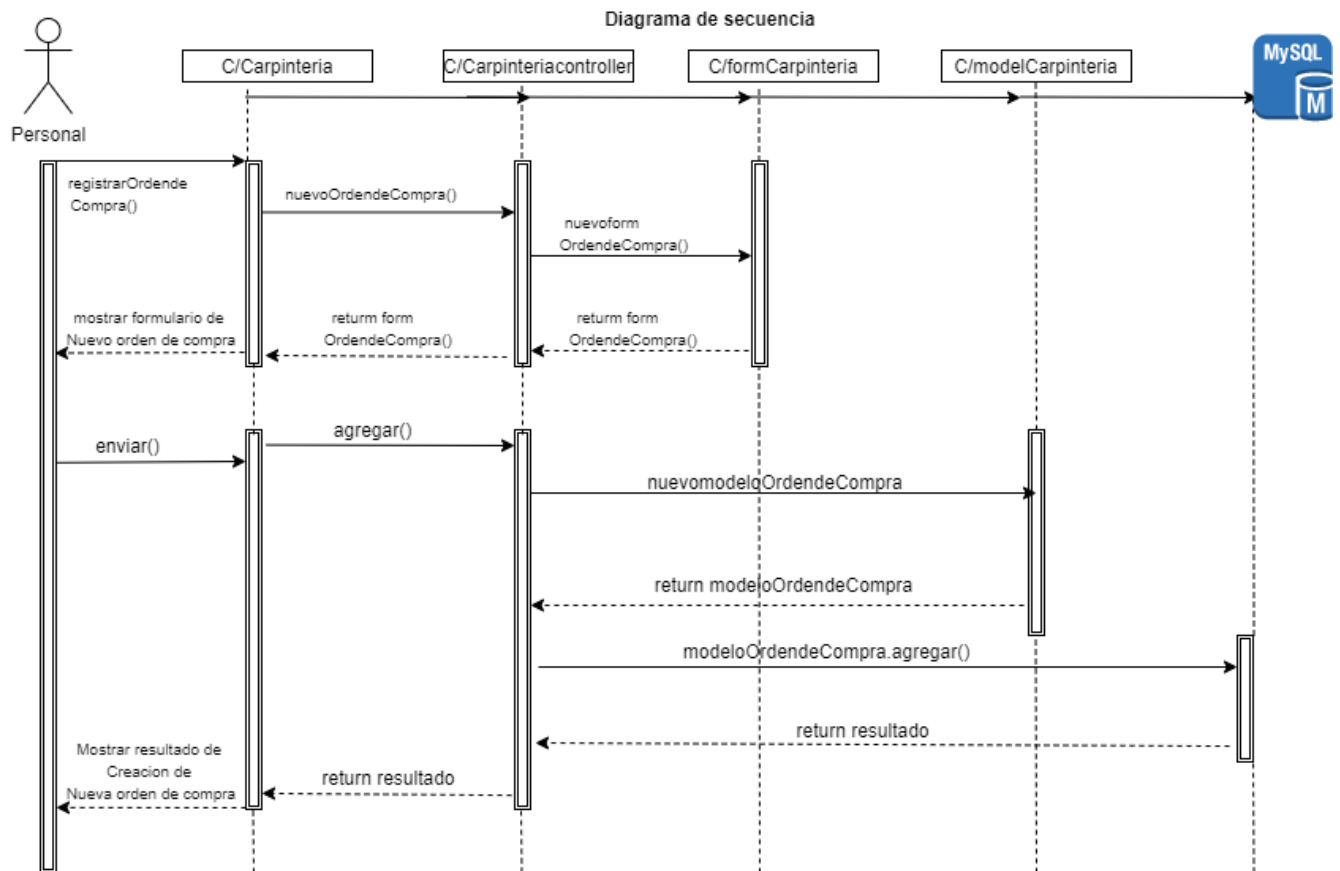 Diagrama de secuencia
C/Carpinteria
C/Carpinteriacontroller
C/formCarpinteria
C/modelCarpinteria
MySQL
M
Personal
registrarOrdende
Compra()
nuevoOrdendeCompra()
nuevoform
OrdendeCompra()
mostrar formulario de
Nuevo orden de compra
returm form
OrdendeCompra()
returm form
OrdendeCompra()
enviar()
agregar()
nuevomodeloOrdendeCompra
return modeloOrdendeCompra
modeloOrdendeCompra.agregar()
return resultado
Mostrar resultado de
Creacion de
Nueva orden de compra
return resultado